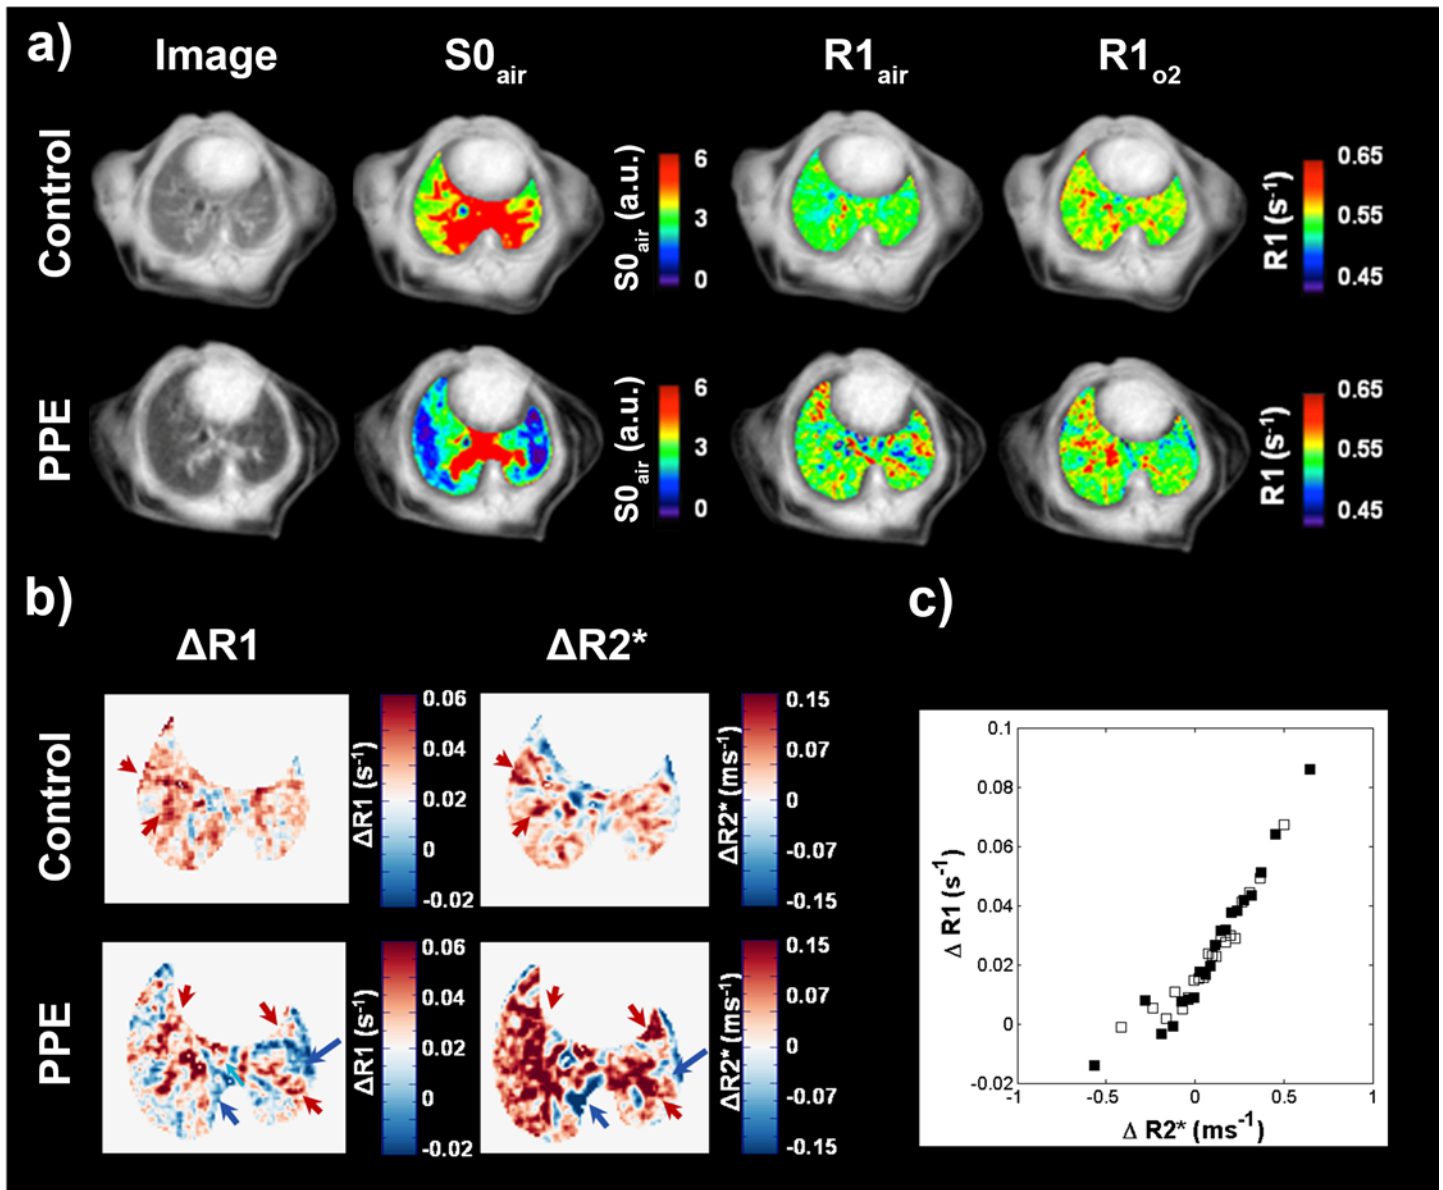 a)
Image S0air R1air R1o2
Control
S0air (a.u.)
6
3
0
R1 (s-1)
0.65
0.55
0.45
PPE
S0air (a.u.)
6
3
0
R1 (s-1)
0.65
0.55
0.45
b)
ΔR1 ΔR2*
Control
0.06
0.04
0.02
0
-0.02
ΔR1 (s-1)
0.15
0.07
0
-0.07
-0.15
ΔR2* (ms-1)
PPE
0.06
0.04
0.02
0
-0.02
ΔR1 (s-1)
0.15
0.07
0
-0.07
-0.15
ΔR2* (ms-1)
c)
0.1
0.08
0.06
0.04
0.02
0
-0.02
Δ R1 (s-1)
-1 -0.5 0 0.5 1
Δ R2* (ms-1)